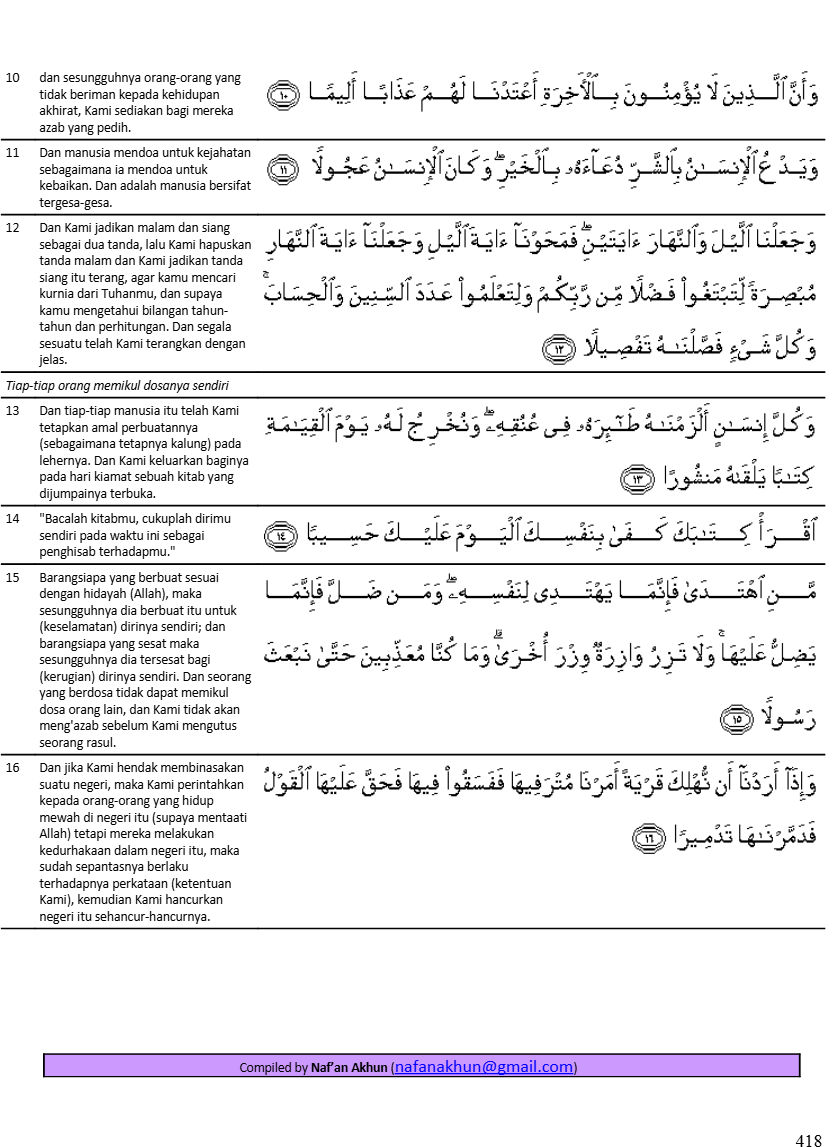 10 dan sesungguhnya orang-orang yang
tidak beriman kepada kehidupan
akhirat, Kami sediakan bagi mereka
azab yang pedih.
وَأَنَّ ٱلَّذِينَ لَا يُؤْمِنُونَ بِٱلْأَخِرَةِ أَعْتَدْنَا لَهُمْ عَذَابًا أَلِيمًا ﴿١٠﴾
11 Dan manusia mendoa untuk kejahatan
sebagaimana ia mendoa untuk
kebaikan. Dan adalah manusia bersifat
tergesa-gesa.
وَيَدْعُ ٱلْإِنسَـٰنُ بِٱلشَّرِّ دُعَآءَهُۥ بِٱلْخَيْرِ ۖ وَكَانَ ٱلْإِنسَـٰنُ عَجُولًا ﴿١١﴾
12 Dan Kami jadikan malam dan siang
sebagai dua tanda, lalu Kami hapuskan
tanda malam dan Kami jadikan tanda
siang itu terang, agar kamu mencari
kurnia dari Tuhanmu, dan supaya
kamu mengetahui bilangan tahun-
tahun dan perhitungan. Dan segala
sesuatu telah Kami terangkan dengan
jelas.
وَجَعَلْنَا ٱلَّيْلَ وَٱلنَّهَارَ ءَايَتَيْنِ ۖ فَمَحَوْنَآ ءَايَةَ ٱلَّيْلِ وَجَعَلْنَآ ءَايَةَ ٱلنَّهَارِ
مُبْصِرَةً لِّتَبْتَغُوا۟ فَضْلًا مِّن رَّبِّكُمْ وَلِتَعْلَمُوا۟ عَدَدَ ٱلسِّنِينَ وَٱلْحِسَابَ ۚ
وَكُلَّ شَىْءٍ فَصَّلْنَـٰهُ تَفْصِيلًا ﴿١٢﴾
Tiap-tiap orang memikul dosanya sendiri
13 Dan tiap-tiap manusia itu telah Kami
tetapkan amal perbuatannya
(sebagaimana tetapnya kalung) pada
lehernya. Dan Kami keluarkan baginya
pada hari kiamat sebuah kitab yang
dijumpainya terbuka.
وَكُلَّ إِنسَـٰنٍ أَلْزَمْنَـٰهُ طَـٰٓئِرَهُۥ فِى عُنُقِهِۦ ۖ وَنُخْرِجُ لَهُۥ يَوْمَ ٱلْقِيَـٰمَةِ
كِتَـٰبًا يَلْقَىٰهُ مَنشُورًا ﴿١٣﴾
14 "Bacalah kitabmu, cukuplah dirimu
sendiri pada waktu ini sebagai
penghisab terhadapmu."
ٱقْرَأْ كِتَـٰبَكَ كَفَىٰ بِنَفْسِكَ ٱلْيَوْمَ عَلَيْكَ حَسِيبًا ﴿١٤﴾
15 Barangsiapa yang berbuat sesuai
dengan hidayah (Allah), maka
sesungguhnya dia berbuat itu untuk
(keselamatan) dirinya sendiri; dan
barangsiapa yang sesat maka
sesungguhnya dia tersesat bagi
(kerugian) dirinya sendiri. Dan seorang
yang berdosa tidak dapat memikul
dosa orang lain, dan Kami tidak akan
meng'azab sebelum Kami mengutus
seorang rasul.
مَّنِ ٱهْتَدَىٰ فَإِنَّمَا يَهْتَدِى لِنَفْسِهِۦ ۖ وَمَن ضَلَّ فَإِنَّمَا
يَضِلُّ عَلَيْهَا ۚ وَلَا تَزِرُ وَازِرَةٌ وِزْرَ أُخْرَىٰ ۗ وَمَا كُنَّا مُعَذِّبِينَ حَتَّىٰ نَبْعَثَ
رَسُولًا ﴿١٥﴾
16 Dan jika Kami hendak membinasakan
suatu negeri, maka Kami perintahkan
kepada orang-orang yang hidup
mewah di negeri itu (supaya mentaati
Allah) tetapi mereka melakukan
kedurhakaan dalam negeri itu, maka
sudah sepantasnya berlaku
terhadapnya perkataan (ketentuan
Kami), kemudian Kami hancurkan
negeri itu sehancur-hancurnya.
وَإِذَآ أَرَدْنَآ أَن نُّهْلِكَ قَرْيَةً أَمَرْنَا مُتْرَفِيهَا فَفَسَقُوا۟ فِيهَا فَحَقَّ عَلَيْهَا ٱلْقَوْلُ
فَدَمَّرْنَـٰهَا تَدْمِيرًا ﴿١٦﴾
Compiled by Naf’an Akhun (nafanakhun@gmail.com)
418